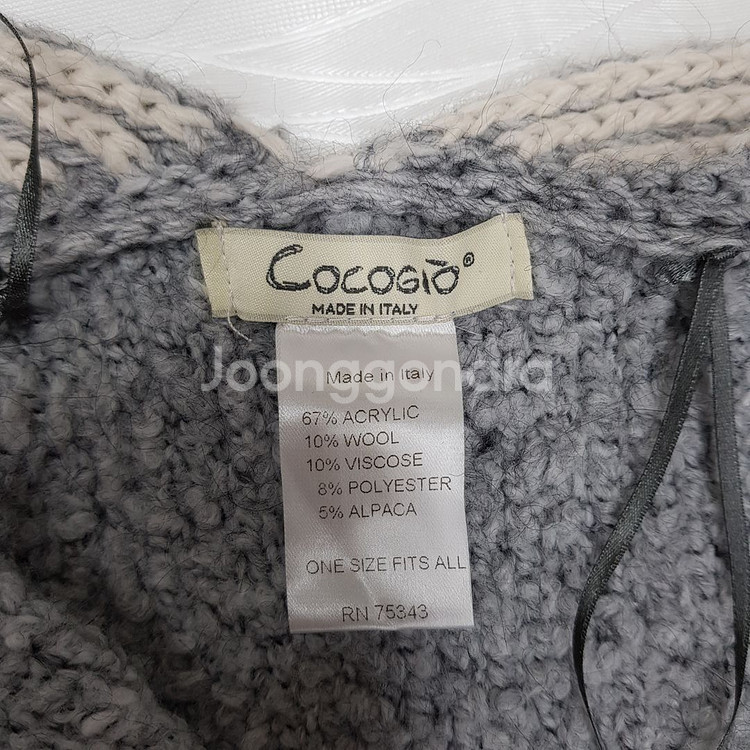 COCOGIÒ®
MADE IN ITALY
Made in Italy
Joonggonara
67% ACRYLIC
10% WOOL
10% VISCOSE
8% POLYESTER
5% ALPACA
ONE SIZE FITS ALL
RN 75343